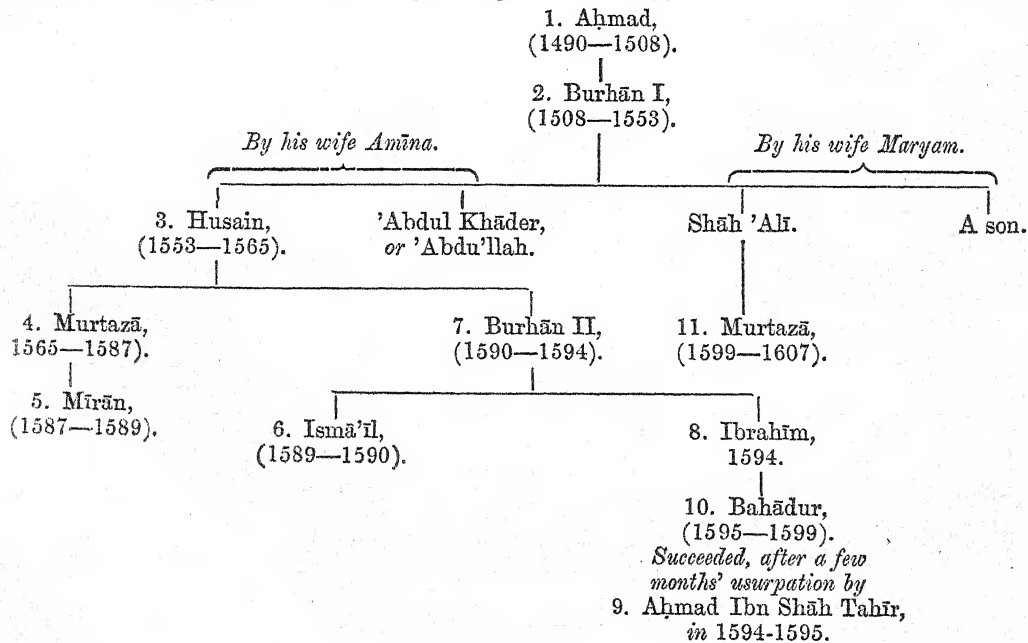 1. Aḥmad,
(1490—1508).
2. Burhān I,
(1508—1553).
By his wife Amīna.
By his wife Maryam.
3. Husain,
(1553—1565).
'Abdul Khāder,
or 'Abdu'llah.
Shāh 'Alī.
A son.
4. Murtazā,
1565—1587).
7. Burhān II,
(1590—1594).
11. Murtazā,
(1599—1607).
5. Mīrān,
(1587—1589).
6. Ismā'īl,
(1589—1590).
8. Ibrahīm,
1594.
10. Bahādur,
(1595—1599).
Succeeded, after a few
months' usurpation by
9. Aḥmad Ibn Shāh Tahīr,
in 1594-1595.